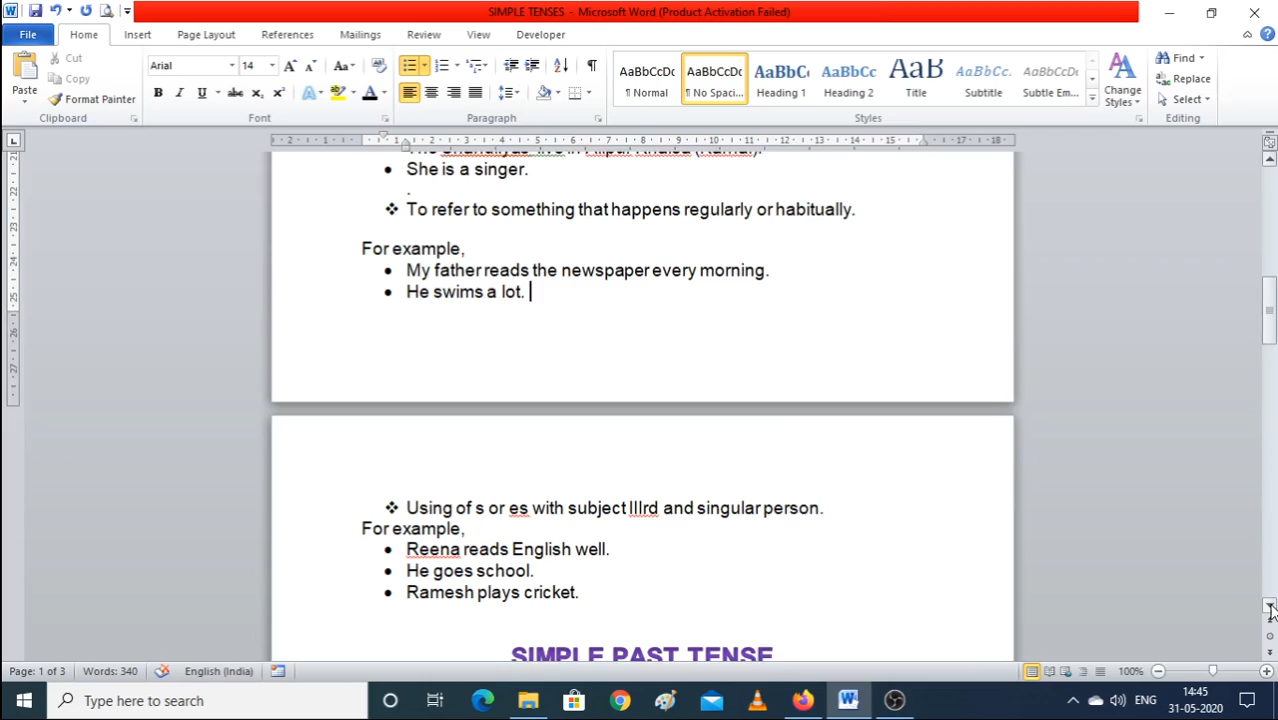 SIMPLE TENSES - Microsoft Word (Product Activation Failed)
File Home Insert Page Layout References Mailings Review View Developer
Paste
Cut
Copy
Format Painter
Clipboard
Arial 14
Font
Paragraph
AaBbCcDc AaBbCcDc AaBbC AaBbCc AaB AaBbCc. AaBbCcDc
¶ Normal ¶ No Spaci... Heading 1 Heading 2 Title Subtitle Subtle Em...
Change Styles
Styles
Find
Replace
Select
Editing
• She is a singer.
.
❖ To refer to something that happens regularly or habitually.
For example,
• My father reads the newspaper every morning.
• He swims a lot.
❖ Using of s or es with subject IIIrd and singular person.
For example,
• Reena reads English well.
• He goes school.
• Ramesh plays cricket.
SIMPLE PAST TENSE
Page: 1 of 3 Words: 340 English (India) 100%
Type here to search ENG 14:45
31-05-2020